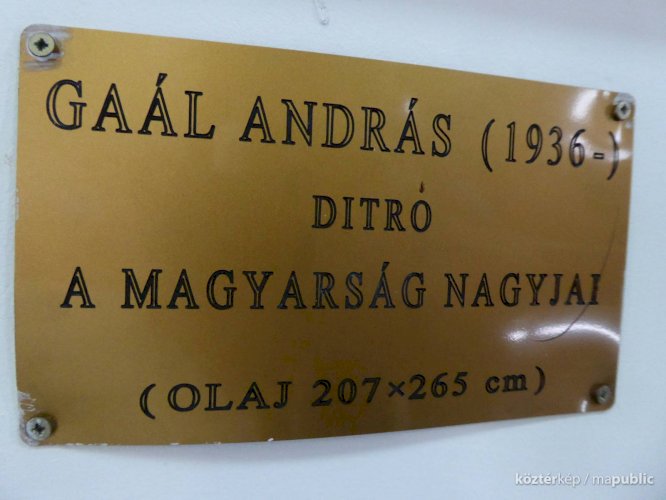 GAÁL ANDRÁS (1936-)
DITRÓ
A MAGYARSÁG NAGYJAI
(OLAJ 207×265 cm)
köztérkép / mapublic